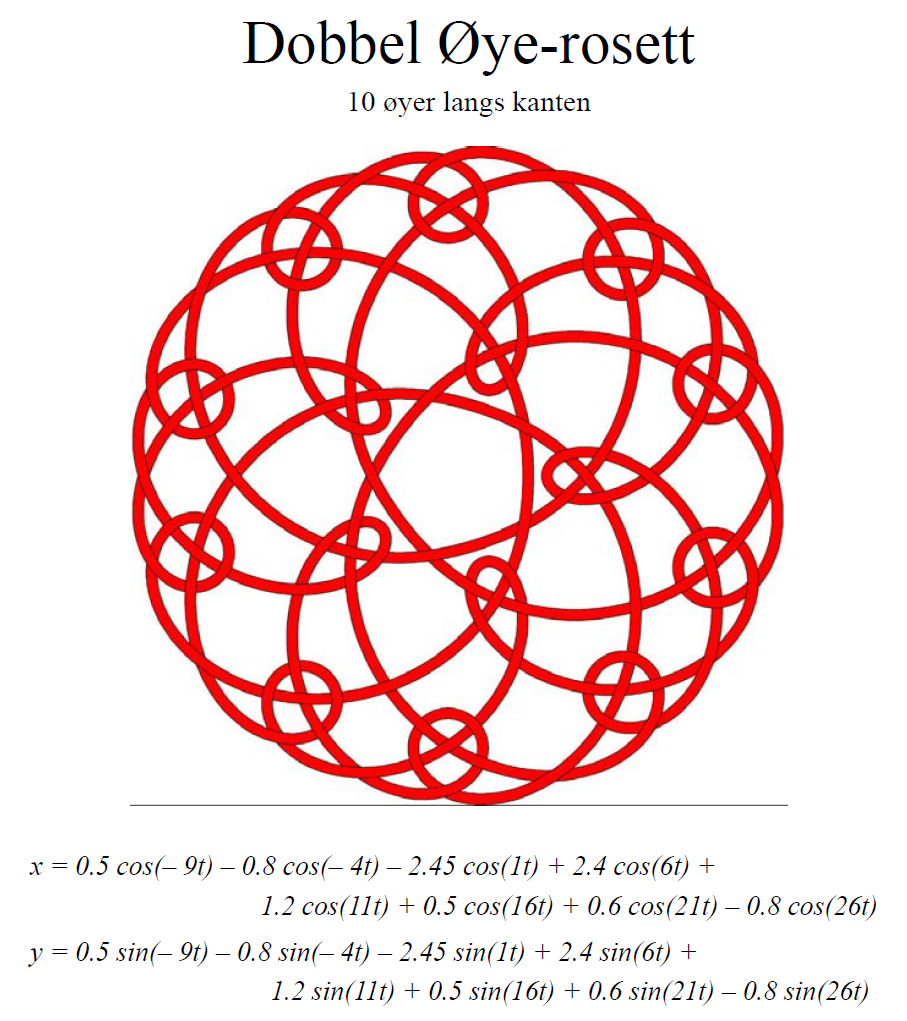 Dobbel Øye-rosett
10 øyer langs kanten
x = 0.5 cos(– 9t) – 0.8 cos(– 4t) – 2.45 cos(1t) + 2.4 cos(6t) +
1.2 cos(11t) + 0.5 cos(16t) + 0.6 cos(21t) – 0.8 cos(26t)
y = 0.5 sin(– 9t) – 0.8 sin(– 4t) – 2.45 sin(1t) + 2.4 sin(6t) +
1.2 sin(11t) + 0.5 sin(16t) + 0.6 sin(21t) – 0.8 sin(26t)